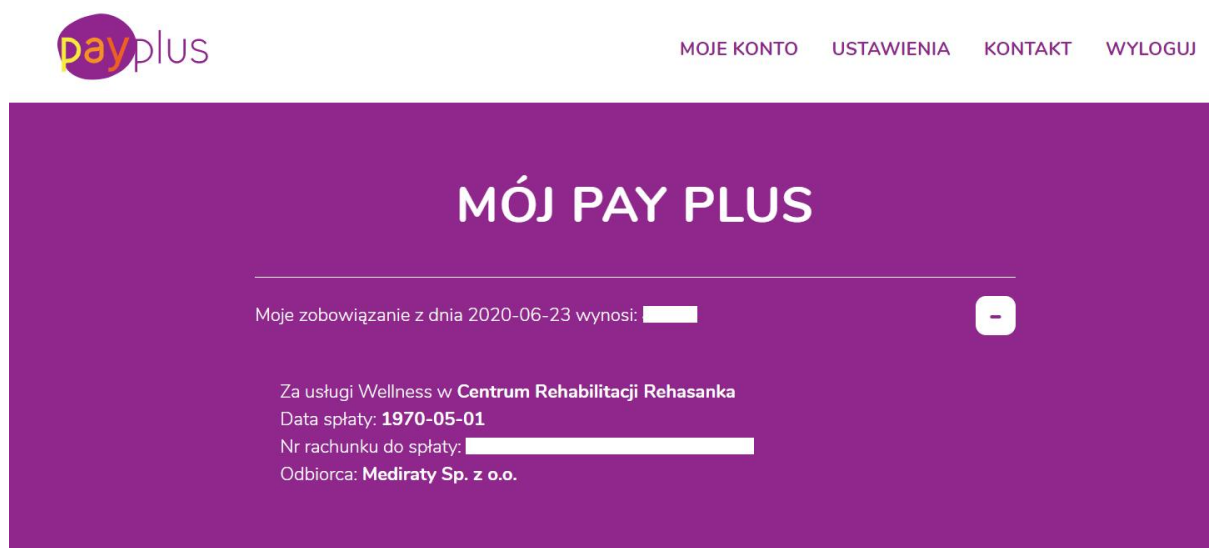 payplus
MOJE KONTO USTAWIENIA KONTAKT WYLOGUJ
MÓJ PAY PLUS
Moje zobowiązanie z dnia 2020-06-23 wynosi:
-
Za usługi Wellness w Centrum Rehabilitacji Rehasanka
Data spłaty: 1970-05-01
Nr rachunku do spłaty:
Odbiorca: Mediraty Sp. z o.o.